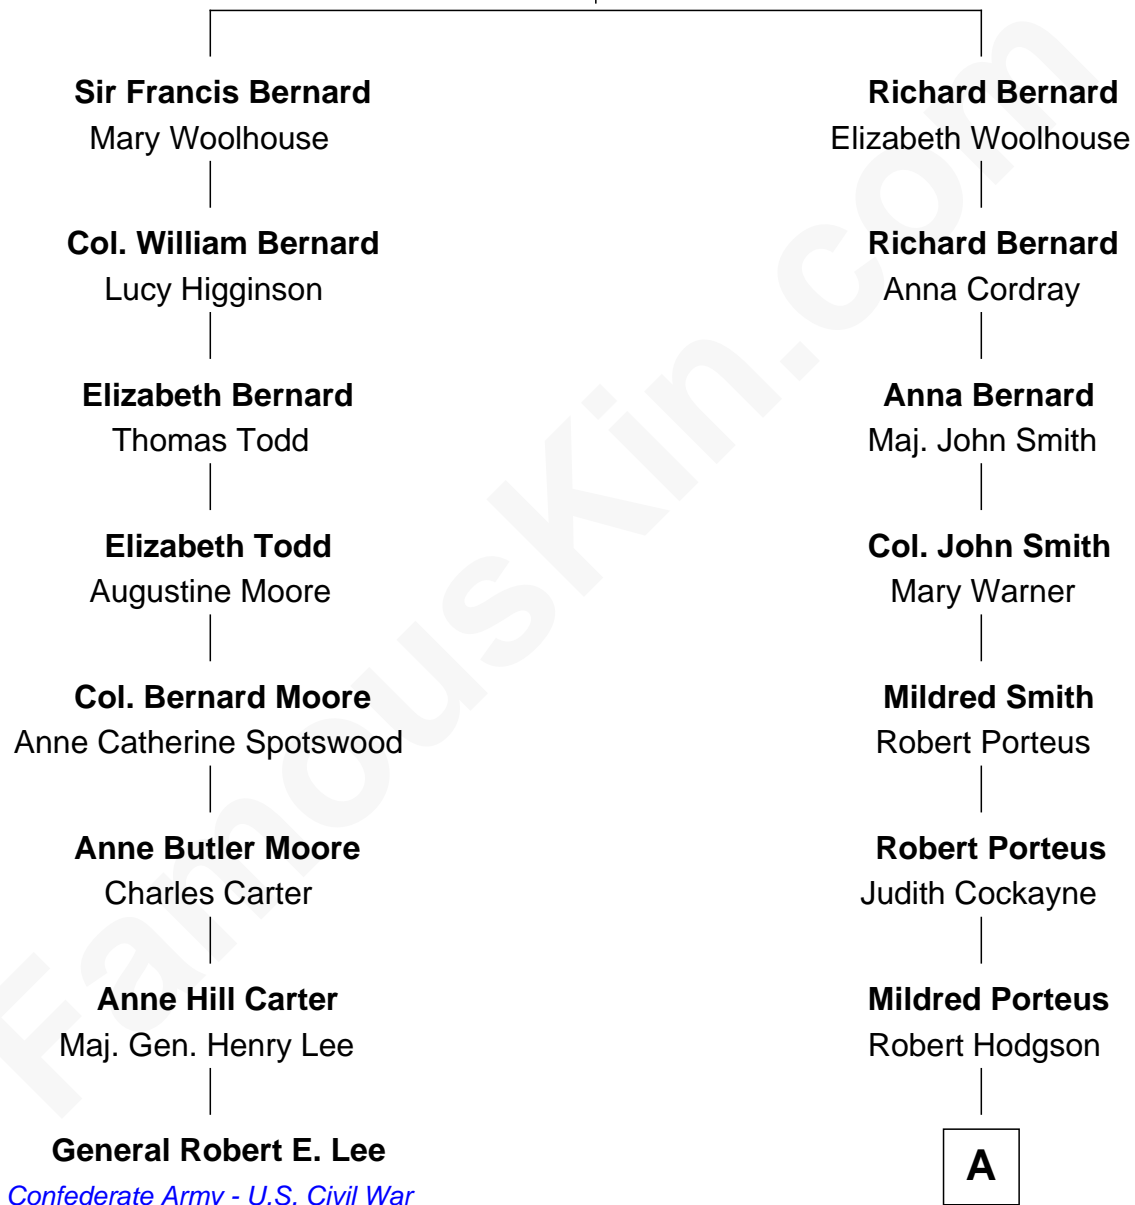 Sir Francis Bernard
Mary Woolhouse
Col. William Bernard
Lucy Higginson
Elizabeth Bernard
Thomas Todd
Elizabeth Todd
Augustine Moore
Col. Bernard Moore
Anne Catherine Spotswood
Anne Butler Moore
Charles Carter
Anne Hill Carter
Maj. Gen. Henry Lee
General Robert E. Lee
Confederate Army - U.S. Civil War
Richard Bernard
Elizabeth Woolhouse
Richard Bernard
Anna Cordray
Anna Bernard
Maj. John Smith
Col. John Smith
Mary Warner
Mildred Smith
Robert Porteus
Robert Porteus
Judith Cockayne
Mildred Porteus
Robert Hodgson
A
FamousKin.com